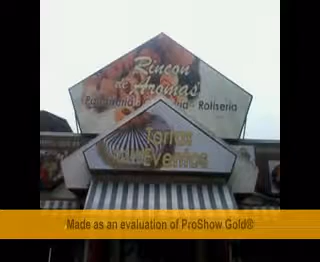 Rincon
de Aromas
- Rotiseria
Tortas
Eventos
Made as an evaluation of ProShow Gold®